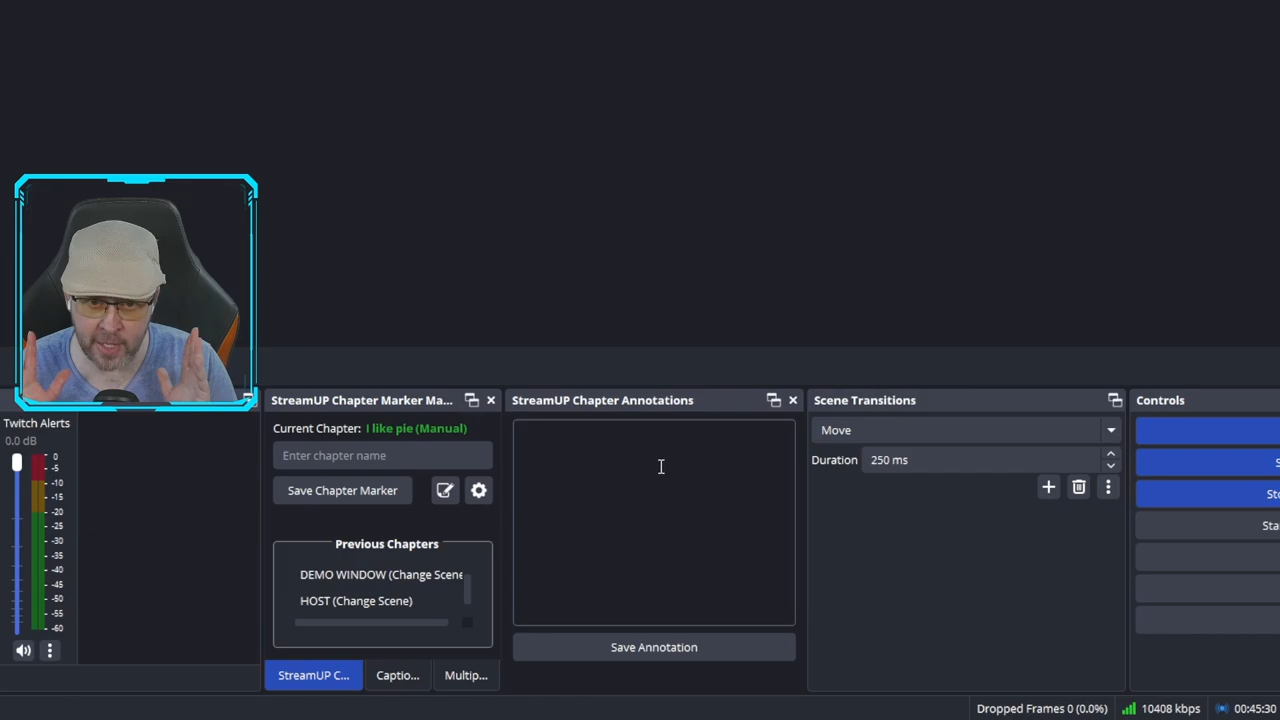 StreamUP Chapter Marker Ma...
StreamUP Chapter Annotations
Scene Transitions
Controls
Twitch Alerts
0.0 dB
0
-5
-10
-15
-20
-25
-30
-35
-40
-45
-50
-55
-60
Current Chapter: I like pie (Manual)
Enter chapter name
Save Chapter Marker
Previous Chapters
DEMO WINDOW (Change Scene
HOST (Change Scene)
StreamUP C...
Captio...
Multip...
Save Annotation
Move
Duration 250 ms
S
Sto
Sta
Dropped Frames 0 (0.0%)
10408 kbps
00:45:30